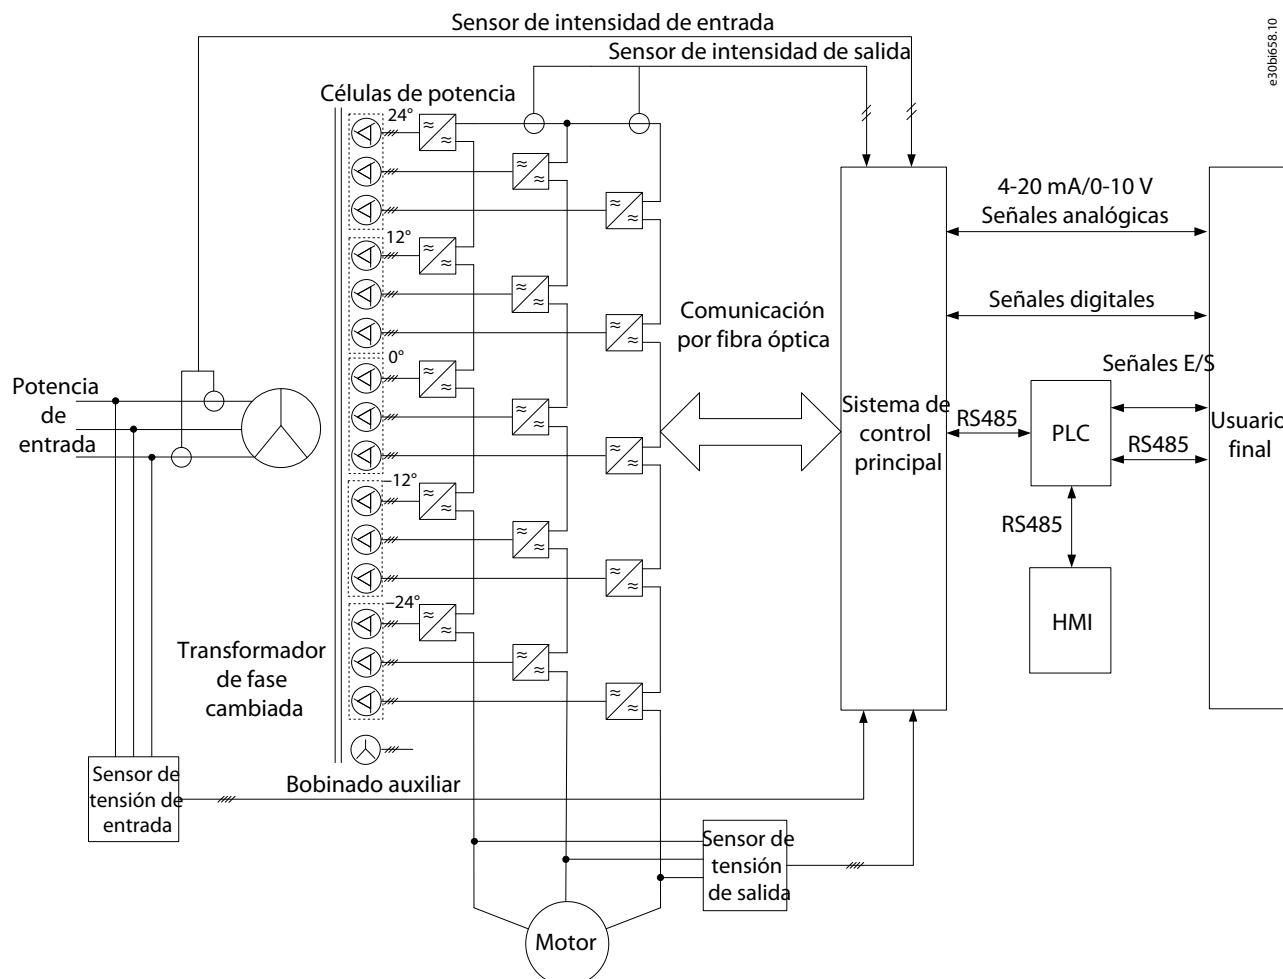 Sensor de intensidad de entrada
Sensor de intensidad de salida
e30bi658.10
Células de potencia
24°
12°
0°
–12°
–24°
Potencia
de
entrada
Transformador
de fase
cambiada
Sensor de
tensión de
entrada
Bobinado auxiliar
Comunicación
por fibra óptica
Sistema de
control
principal
4-20 mA/0-10 V
Señales analógicas
Señales digitales
Señales E/S
RS485
PLC
RS485
RS485
HMI
Usuario
final
Sensor de
tensión
de salida
Motor